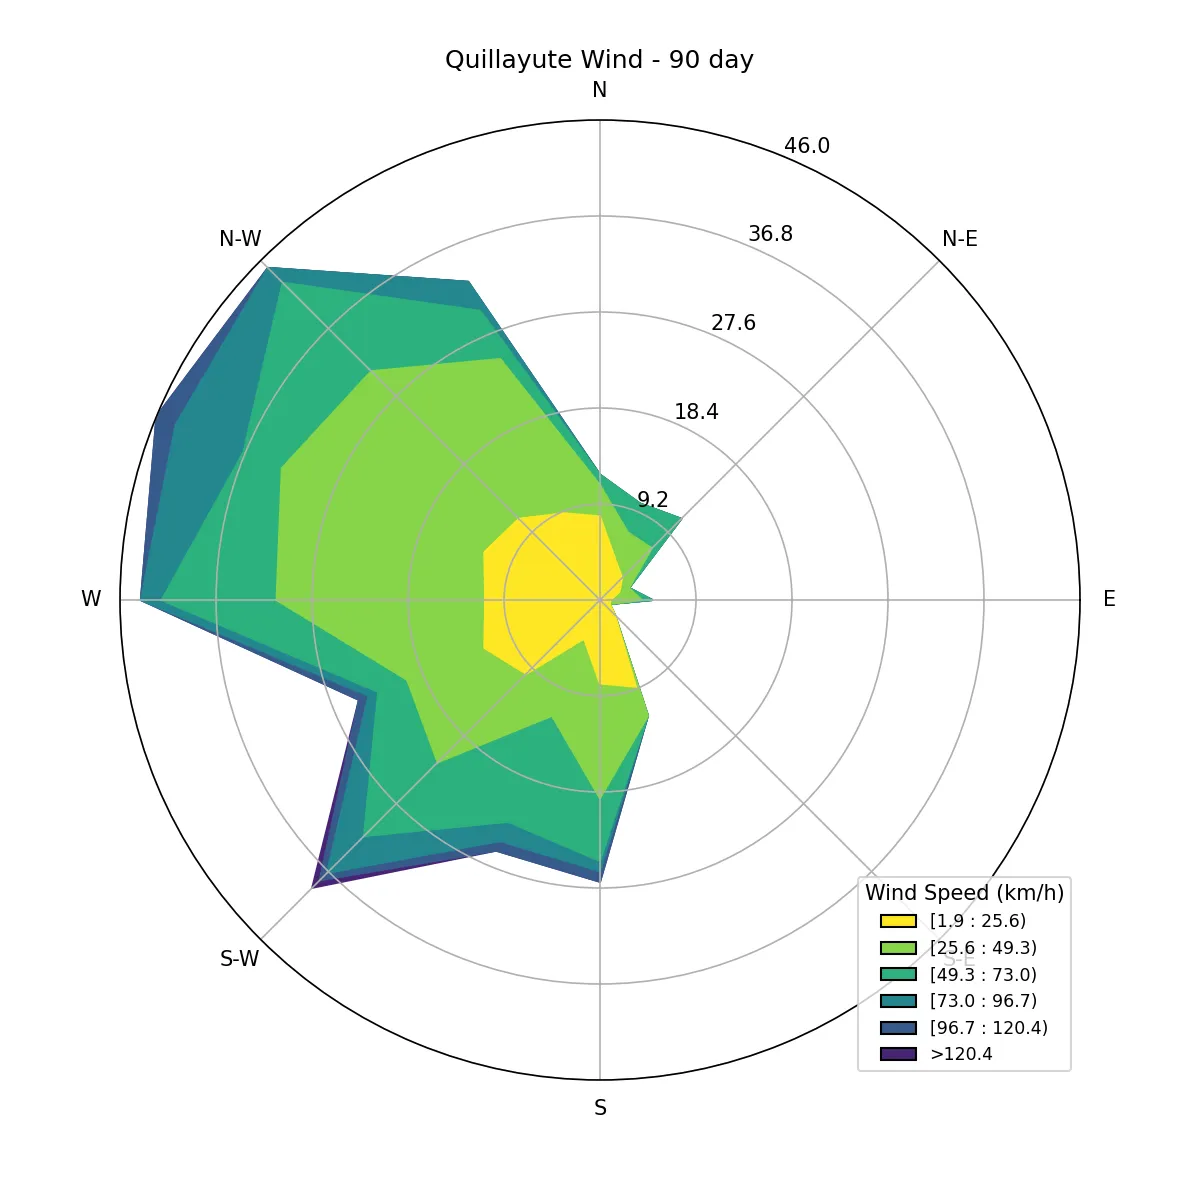 Quillayute Wind - 90 day
N
46.0
36.8
N-W
N-E
27.6
18.4
9.2
W
E
S-W
S-E
Wind Speed (km/h)
[1.9 : 25.6)
[25.6 : 49.3)
[49.3 : 73.0)
[73.0 : 96.7)
[96.7 : 120.4)
>120.4
S